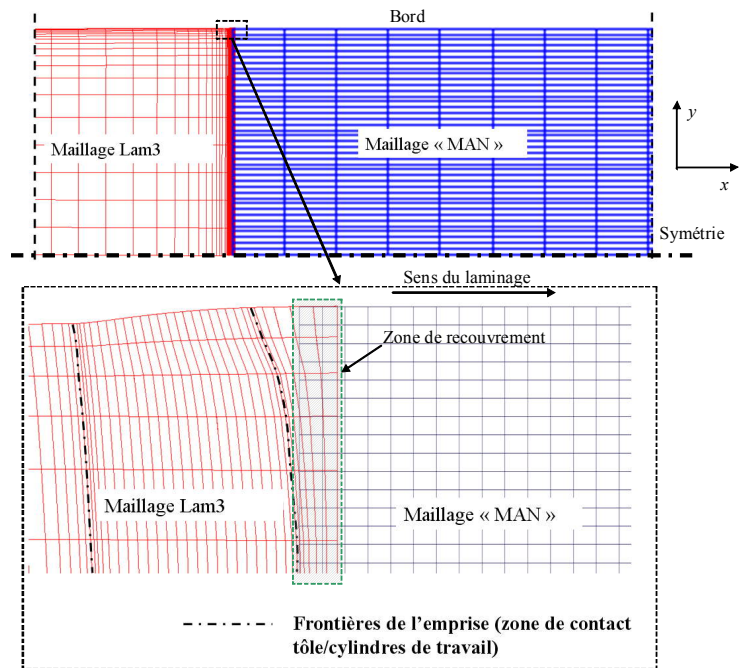 Bord
Maillage Lam3
Maillage « MAN »
y
x
Symétrie
Sens du laminage
Zone de recouvrement
Maillage Lam3
Maillage « MAN »
Frontières de l’emprise (zone de contact
tôle/cylindres de travail)